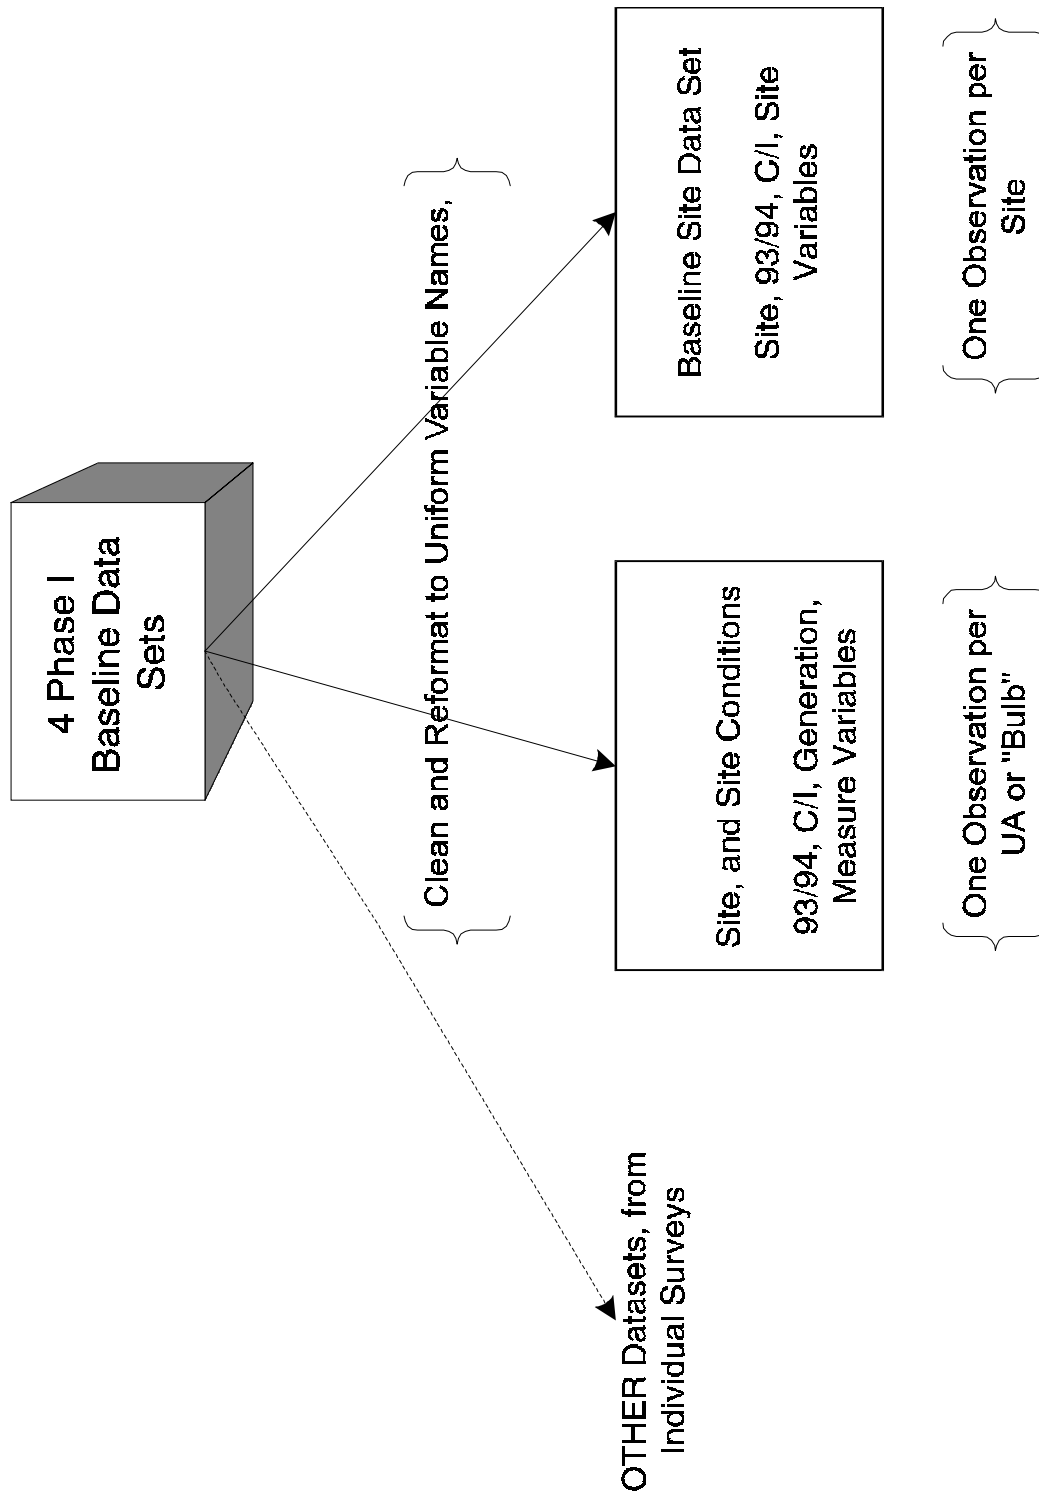 4 Phase I
Baseline Data
Sets
Clean and Reformat to Uniform Variable Names,
OTHER Datasets, from
Individual Surveys
Site, and Site Conditions
93/94, C/I, Generation,
Measure Variables
Baseline Site Data Set
Site, 93/94, C/I, Site
Variables
One Observation per
UA or "Bulb"
One Observation per
Site